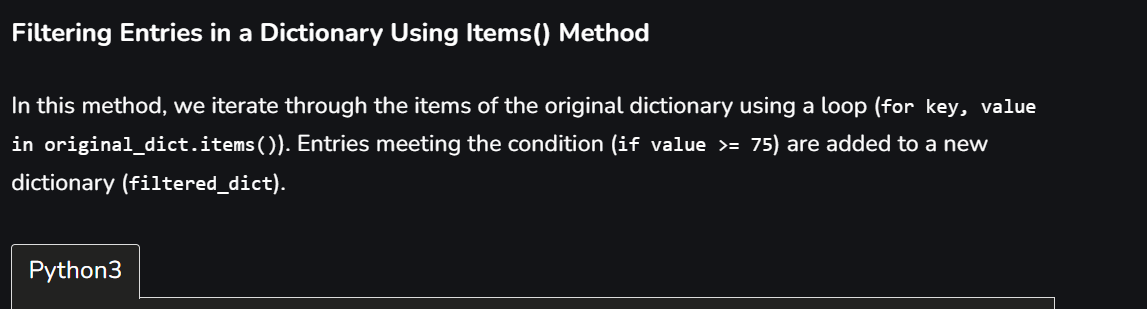 Filtering Entries in a Dictionary Using Items() Method
In this method, we iterate through the items of the original dictionary using a loop (for key, value
in original_dict.items()). Entries meeting the condition (if value >= 75) are added to a new
dictionary (filtered_dict).
Python3